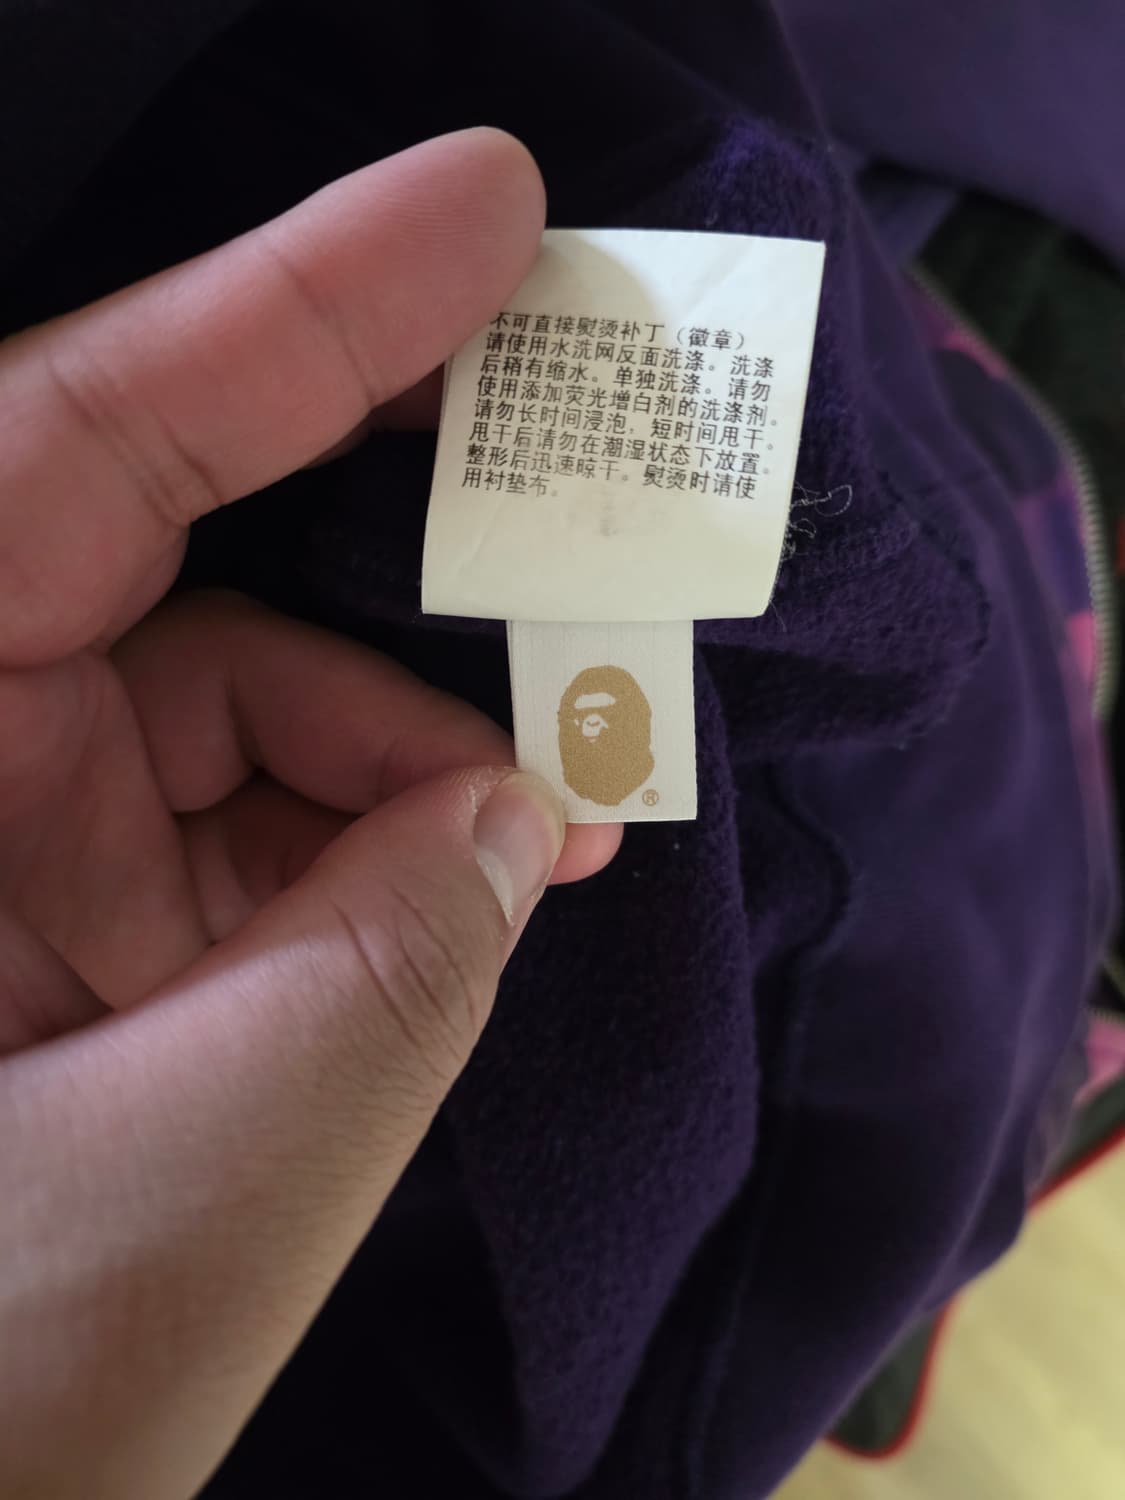 不可直接熨烫补丁（徽章）
请使用水洗网反面洗涤。洗涤
后稍有缩水。单独洗涤。请勿
使用添加荧光增白剂的洗涤剂。
请勿长时间浸泡，短时间甩干。
甩干后请勿在潮湿状态下放置。
整形后迅速晾干。熨烫时请使
用衬垫布。
®